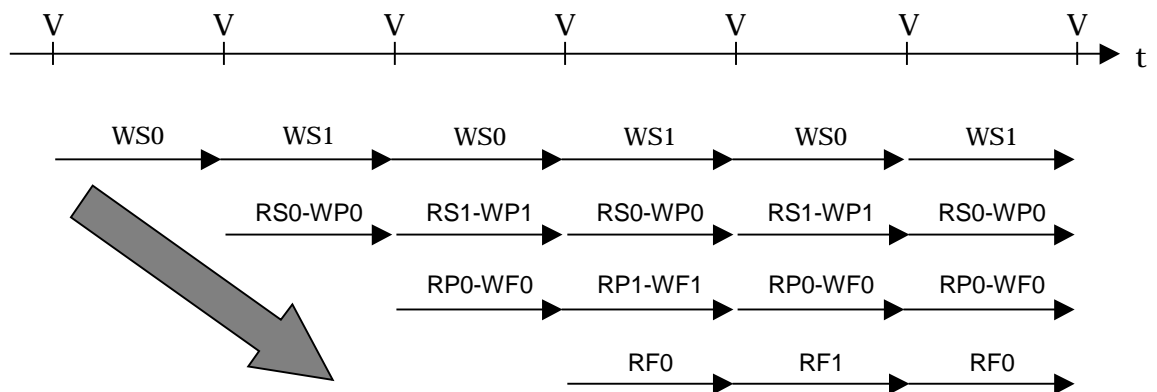 V V V V V V V
t
WS0 WS1 WS0 WS1 WS0 WS1
RS0-WP0 RS1-WP1 RS0-WP0 RS1-WP1 RS0-WP0
RP0-WF0 RP1-WF1 RP0-WF0 RP0-WF0
RF0 RF1 RF0